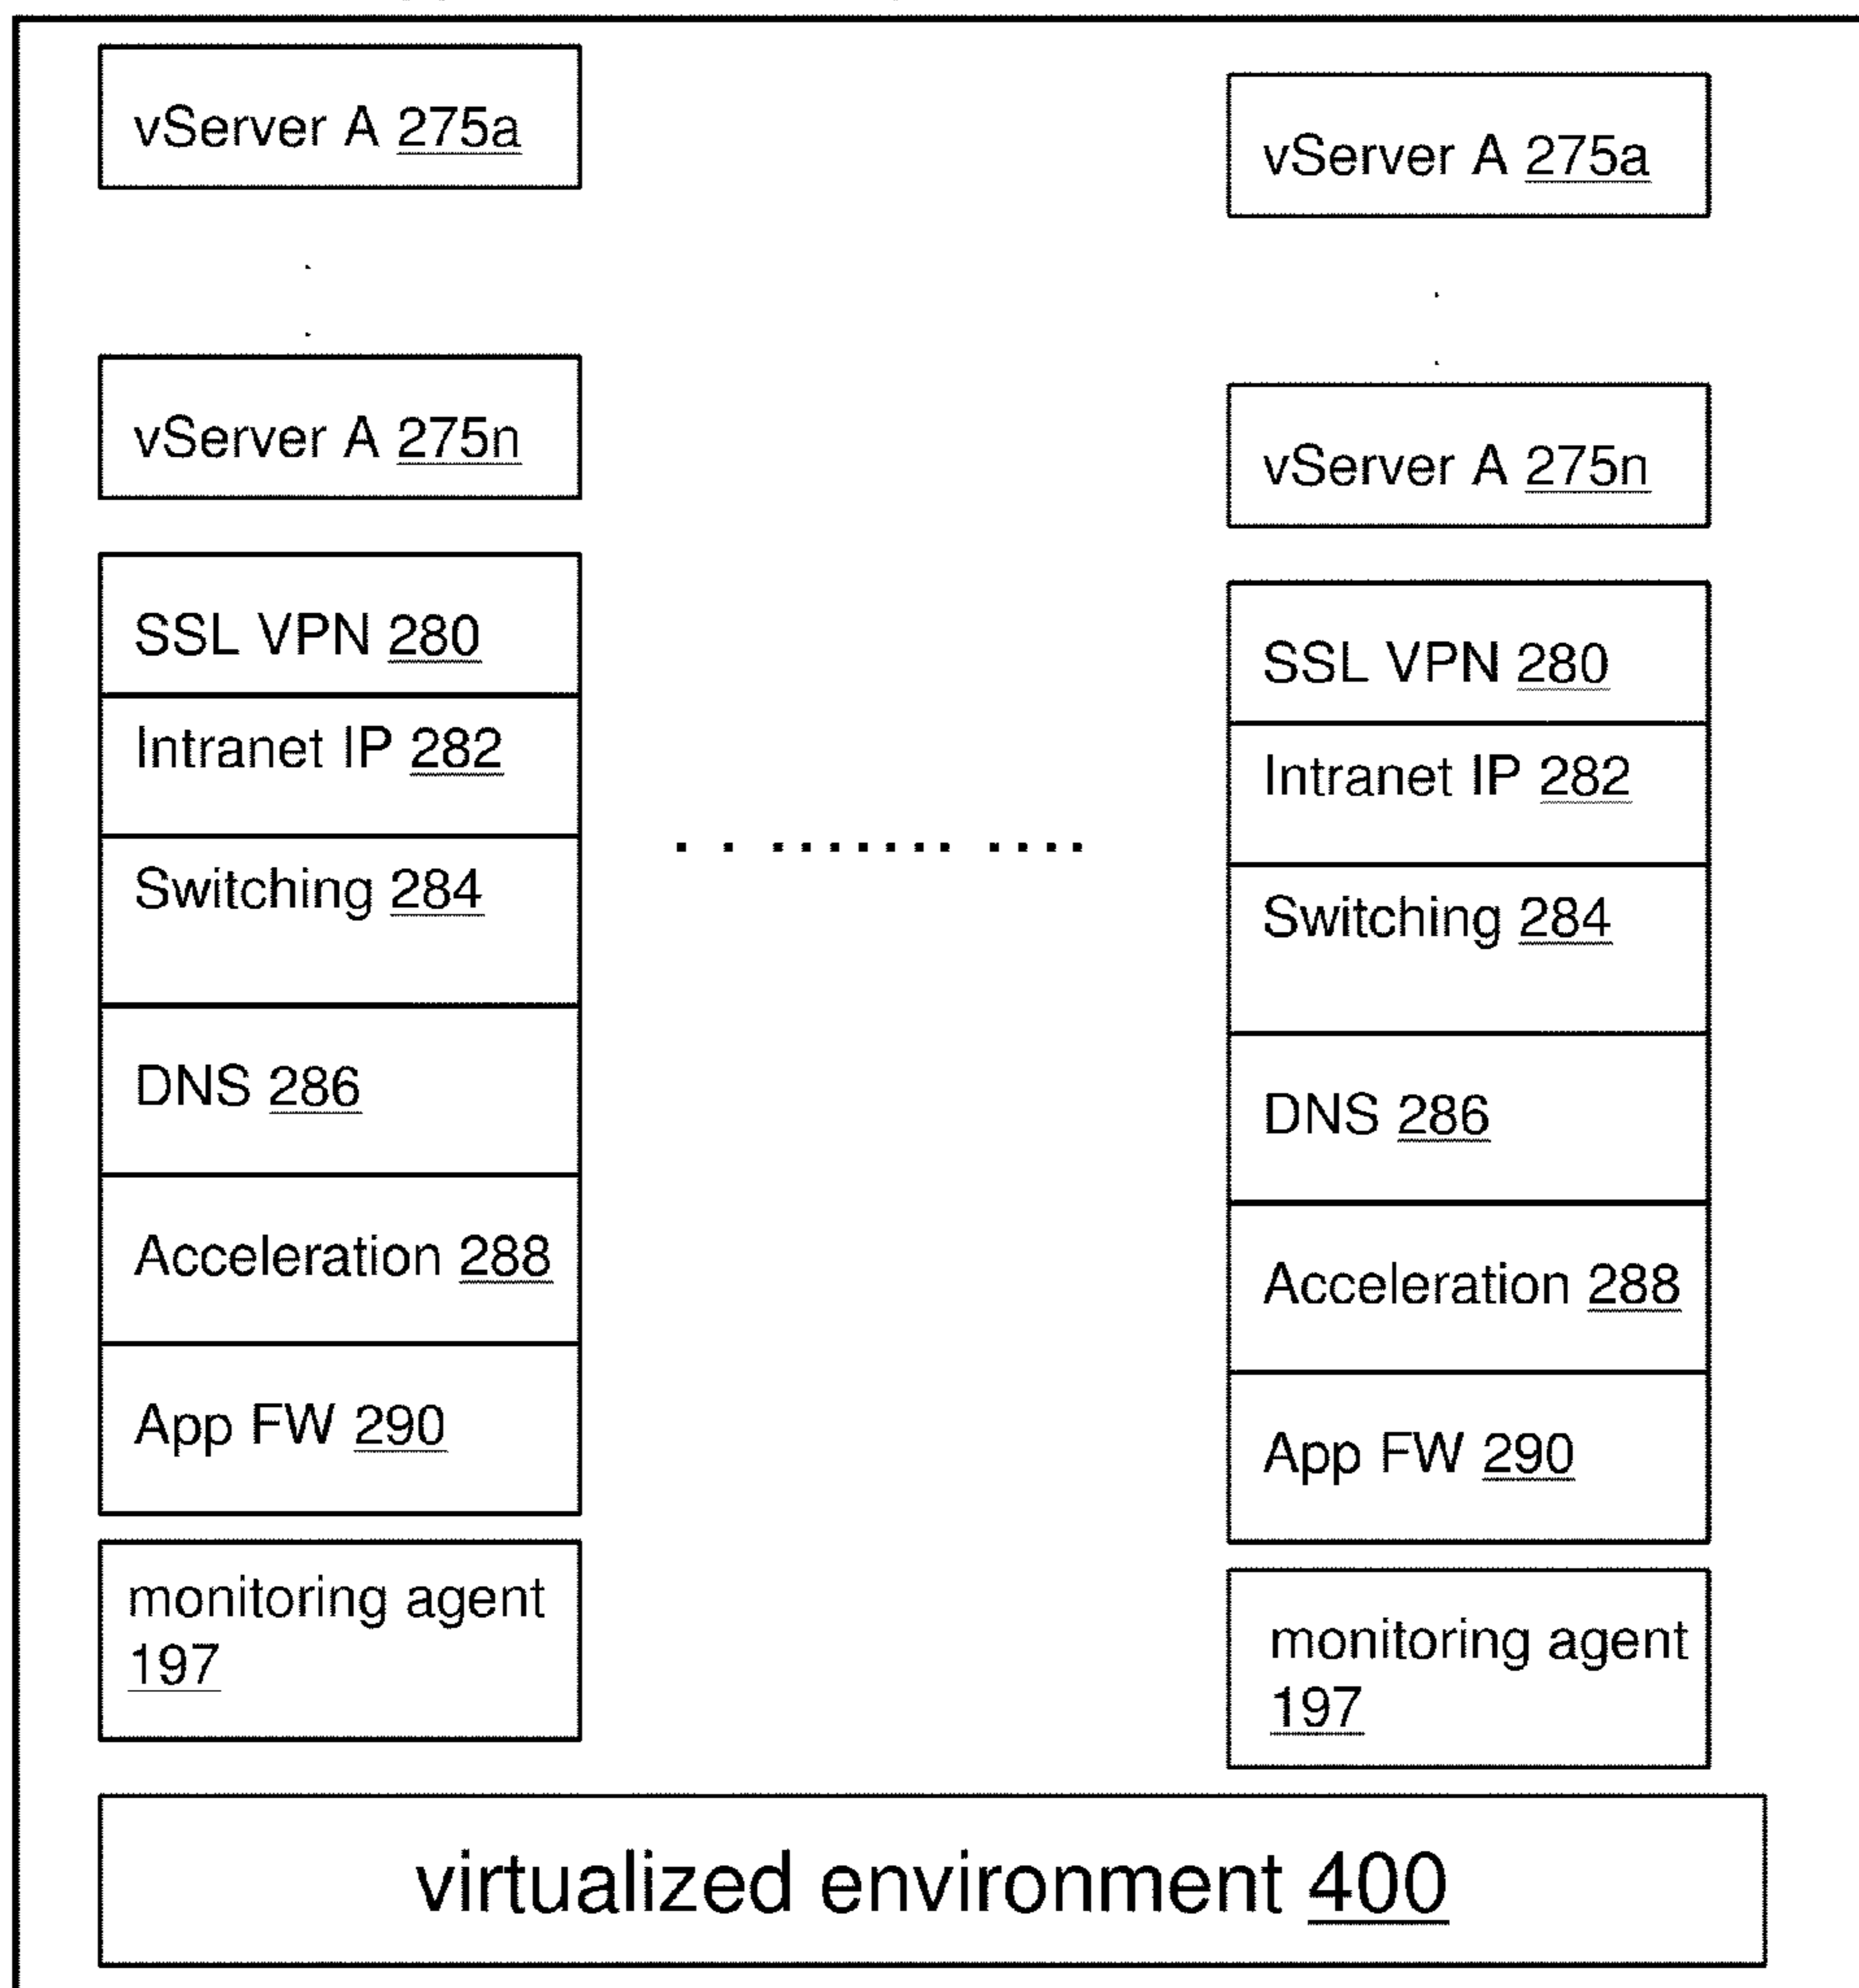 vServer A 275a
vServer A 275n
SSL VPN 280
Intranet IP 282
Switching 284
DNS 286
Acceleration 288
App FW 290
monitoring agent
197
vServer A 275a
vServer A 275n
SSL VPN 280
Intranet IP 282
Switching 284
DNS 286
Acceleration 288
App FW 290
monitoring agent
197
virtualized environment 400